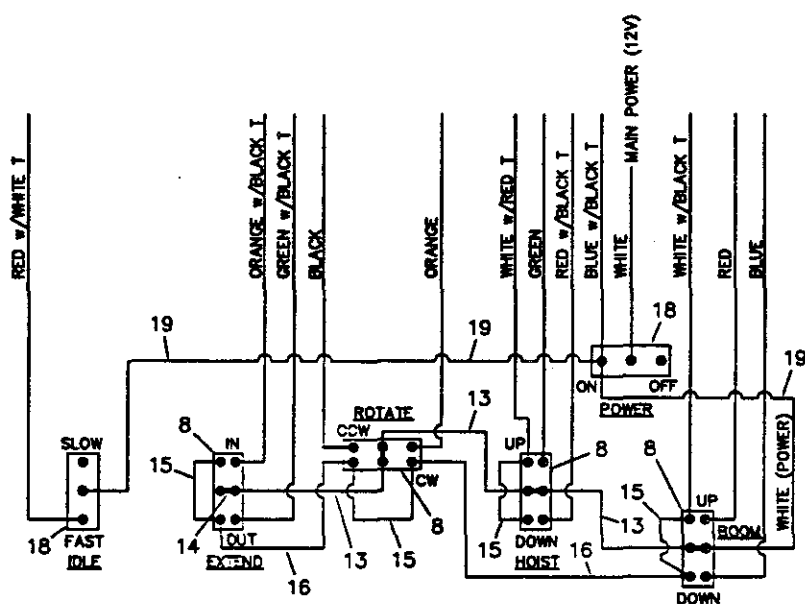 MAIN POWER (12V)
RED w/WHITE T
ORANGE w/BLACK T
GREEN w/BLACK T
BLACK
ORANGE
WHITE w/RED T
GREEN
RED w/BLACK T
BLUE w/BLACK T
WHITE
WHITE w/BLACK T
RED
BLUE
19
19
18
19
ON
OFF
POWER
ROTATE
13
CCW
8
IN
UP
8
SLOW
15
CW
8
UP
WHITE (POWER)
8
15
BOOM
14
18
FAST
IDLE
OUT
EXTEND
16
13
15
15
DOWN
HOIST
13
16
DOWN